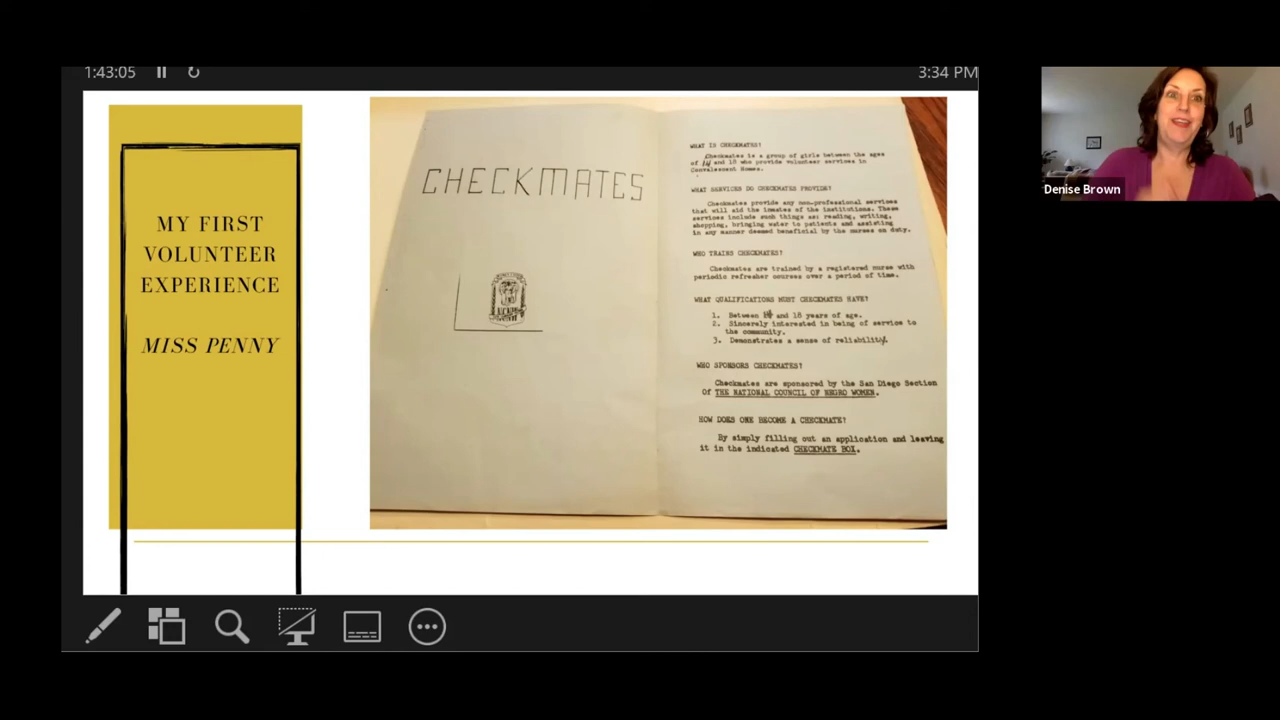 1:43:05
3:34 PM
MY FIRST
VOLUNTEER
EXPERIENCE
MISS PENNY
CHECKMATES
WHAT IS CHECKMATES?
Checkmates is a group of girls between the ages
of 14 and 18 who provide volunteer services in
Convalescent Homes.
WHAT SERVICES DO CHECKMATES PROVIDE?
Checkmates provide any non-professional services
that will aid the inmates of the institutions. These
services include such things as: reading, writing,
shopping, bringing water to patients and assisting
in any manner deemed beneficial by the nurses on duty.
WHO TRAINS CHECKMATES?
Checkmates are trained by a registered nurse with
periodic refresher courses over a period of time.
WHAT QUALIFICATIONS MUST CHECKMATES HAVE?
1. Between 14 and 18 years of age.
2. Sincerely interested in being of service to
the community.
3. Demonstrates a sense of reliability.
WHO SPONSORS CHECKMATES?
Checkmates are sponsored by the San Diego Section
Of THE NATIONAL COUNCIL OF NEGRO WOMEN.
HOW DOES ONE BECOME A CHECKMATE?
By simply filling out an application and leaving
it in the indicated CHECKMATE BOX.
Denise Brown